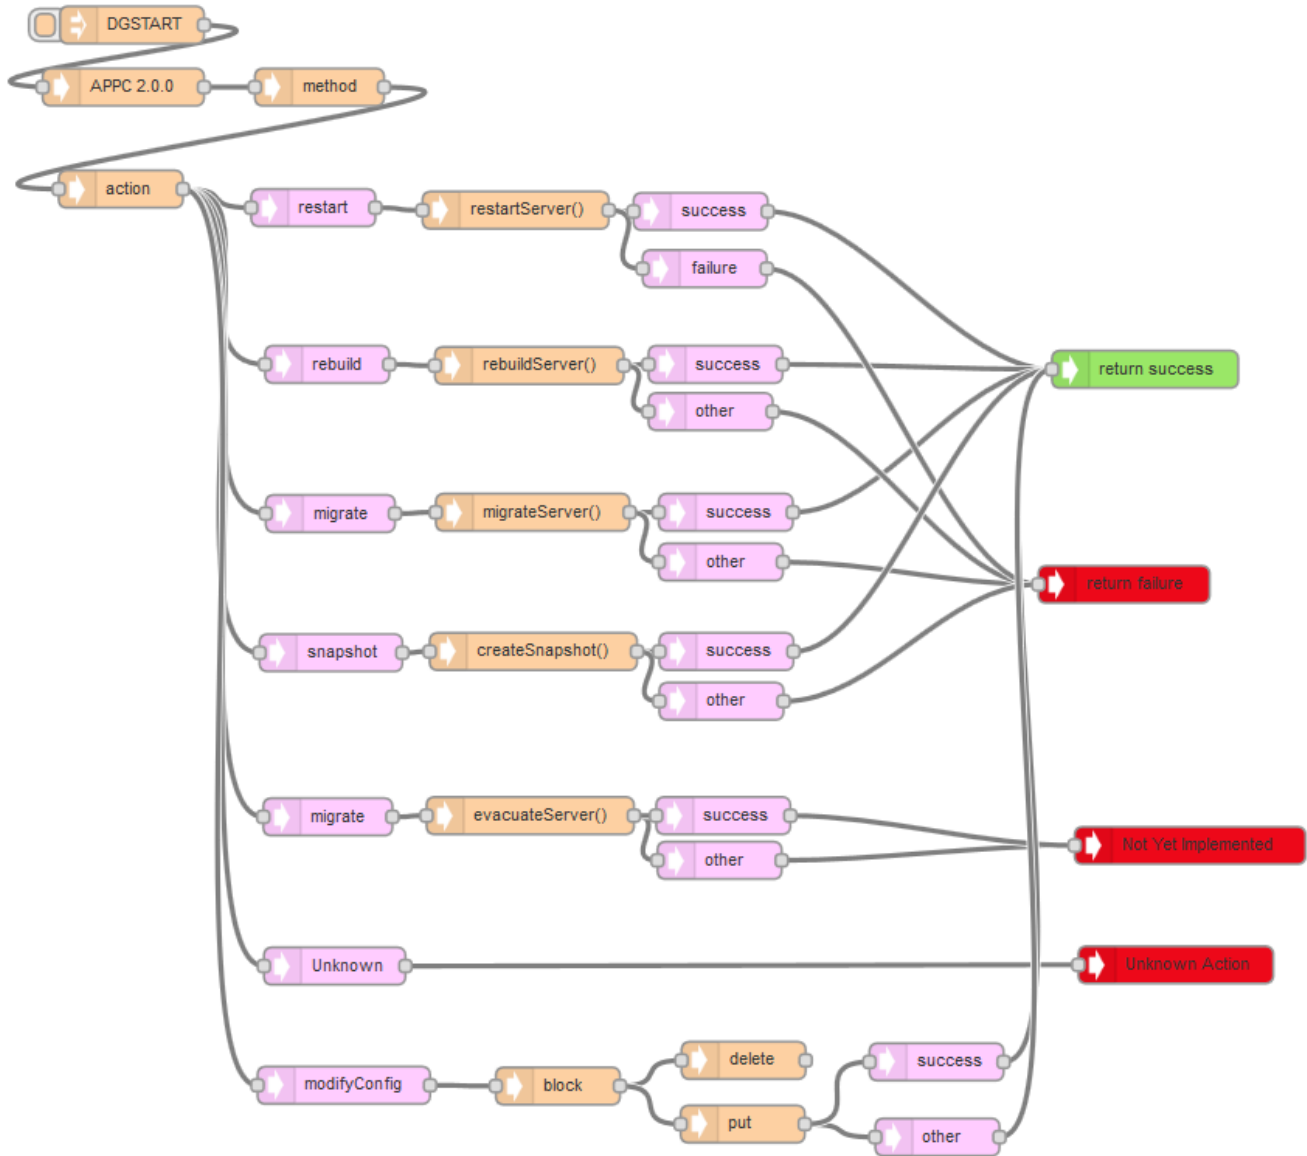 DGSTART
APPC 2.0.0
method
action
restart
restartServer()
success
failure
rebuild
rebuildServer()
success
other
return success
migrate
migrateServer()
success
other
return failure
snapshot
createSnapshot()
success
other
migrate
evacuateServer()
success
other
Not Yet Implemented
Unknown
Unknown Action
modifyConfig
block
delete
success
put
other